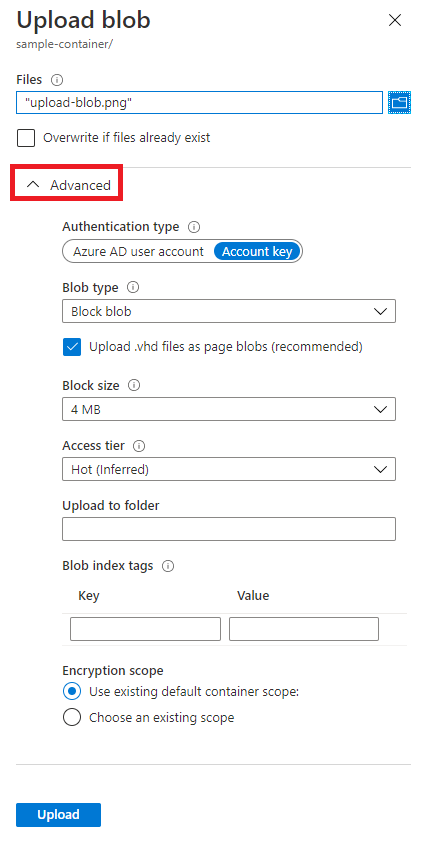 Upload blob
sample-container/
Files
"upload-blob.png"
Overwrite if files already exist
Advanced
Authentication type
Azure AD user account Account key
Blob type
Block blob
Upload .vhd files as page blobs (recommended)
Block size
4 MB
Access tier
Hot (Inferred)
Upload to folder
Blob index tags
Key Value
Encryption scope
Use existing default container scope:
Choose an existing scope
Upload